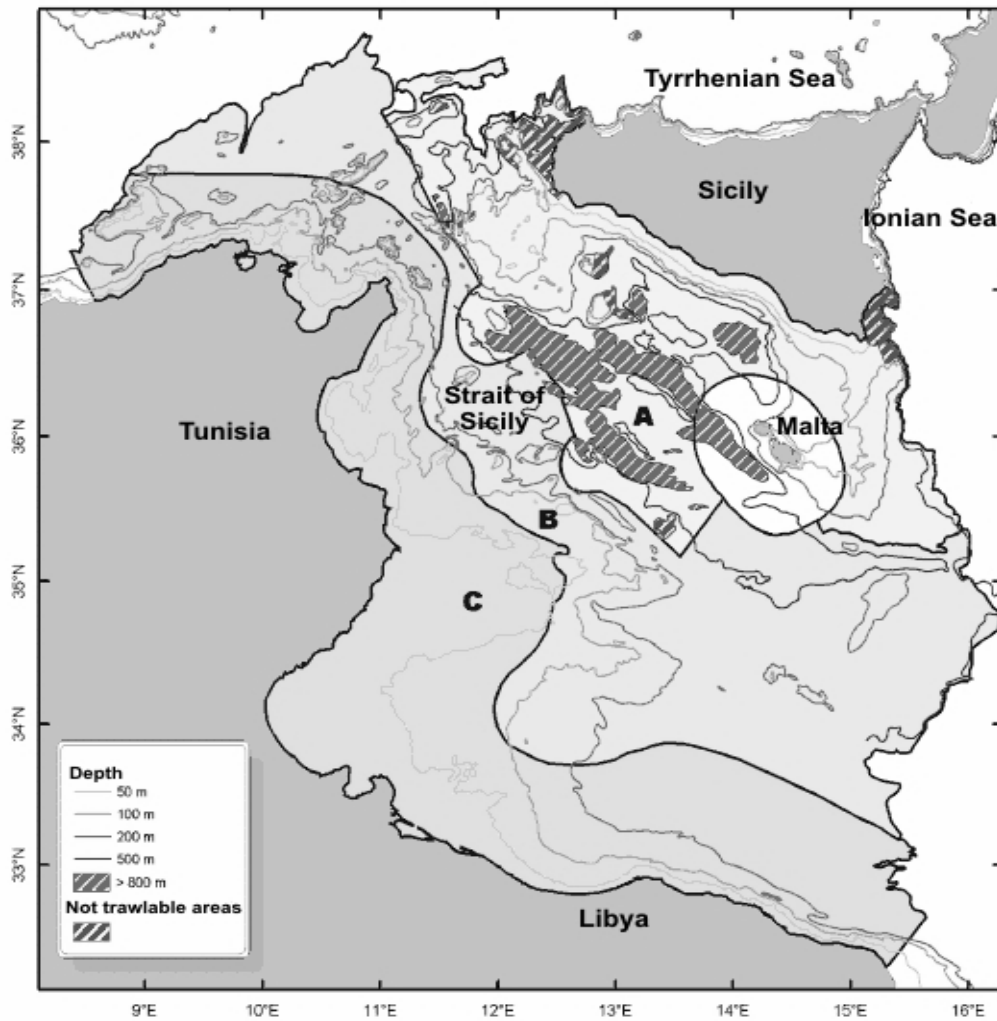 Tyrrhenian Sea
Sicily
Ionian Sea
Strait of
Sicily
A
Malta
Tunisia
B
C
Libya
38°N
37°N
36°N
35°N
34°N
33°N
Depth
50 m
100 m
200 m
500 m
> 800 m
Not trawlable areas
9°E
10°E
11°E
12°E
13°E
14°E
15°E
16°E